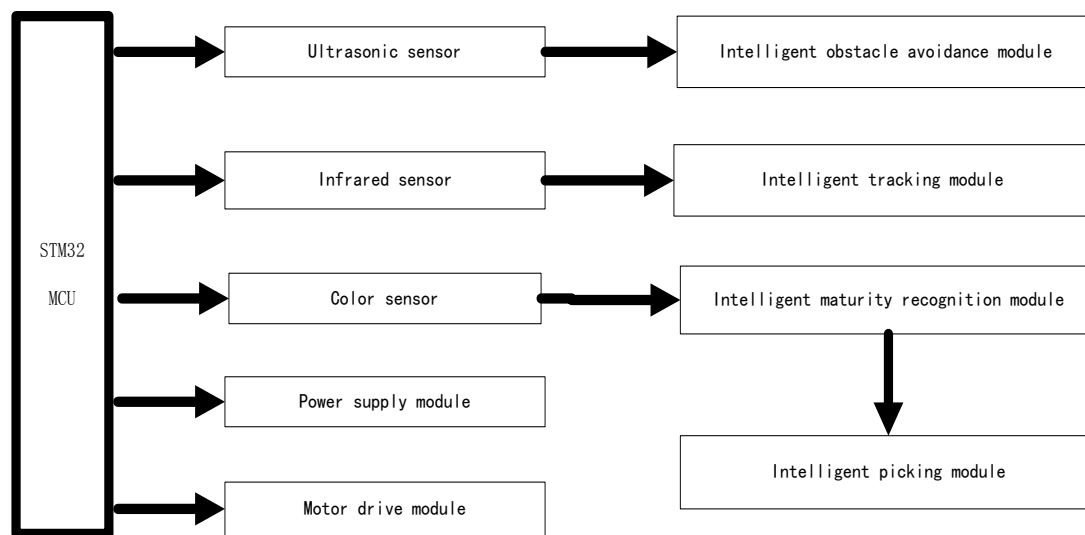 STM32
MCU
Ultrasonic sensor
Intelligent obstacle avoidance module
Infrared sensor
Intelligent tracking module
Color sensor
Intelligent maturity recognition module
Power supply module
Intelligent picking module
Motor drive module